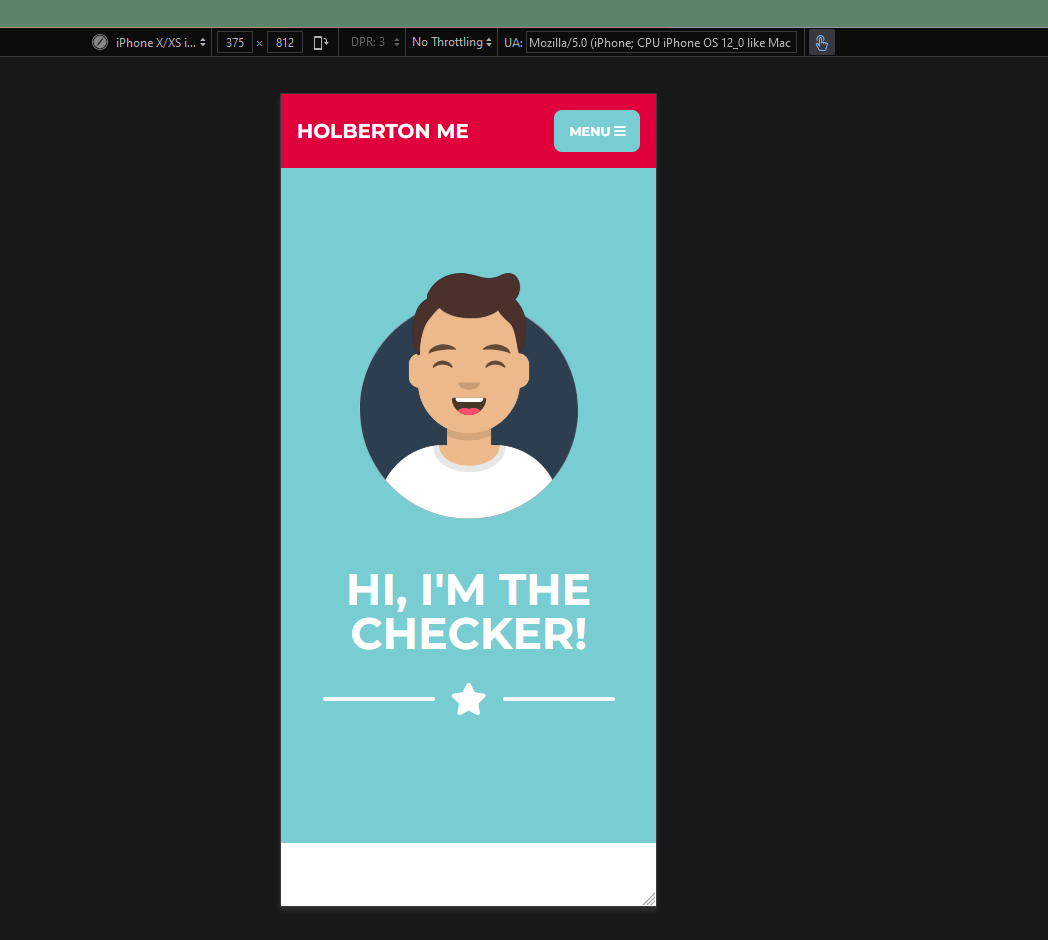 iPhone X/XS i... 375 × 812 DPR: 3 No Throttling UA: Mozilla/5.0 (iPhone; CPU iPhone OS 12_0 like Mac
HOLBERTON ME
MENU
HI, I'M THE
CHECKER!